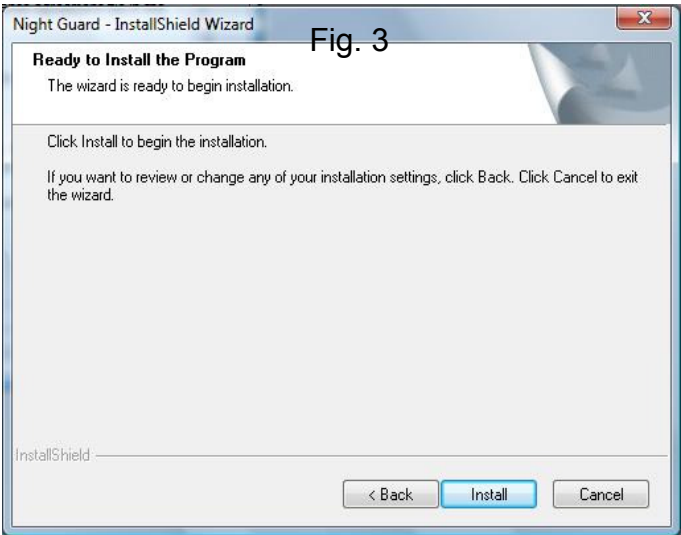 Night Guard - InstallShield Wizard
Fig. 3
Ready to Install the Program
The wizard is ready to begin installation.
Click Install to begin the installation.
If you want to review or change any of your installation settings, click Back. Click Cancel to exit
the wizard.
InstallShield
< Back Install Cancel